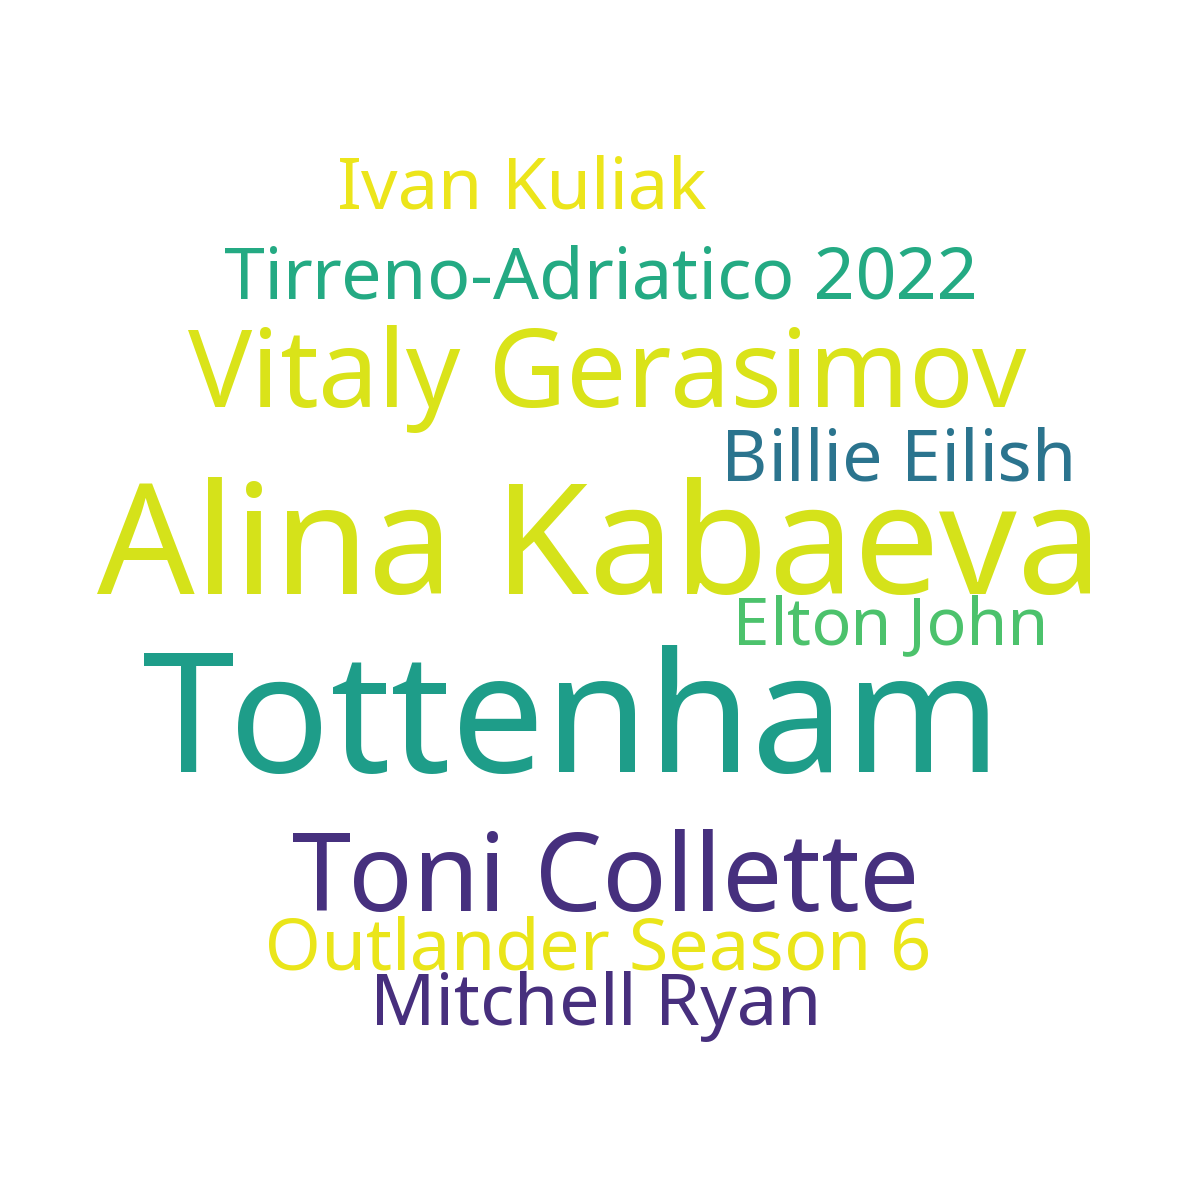 Ivan Kuliak
Tirreno-Adriatico 2022
Vitaly Gerasimov
Billie Eilish
Alina Kabaeva
Elton John
Tottenham
Toni Collette
Outlander Season 6
Mitchell Ryan